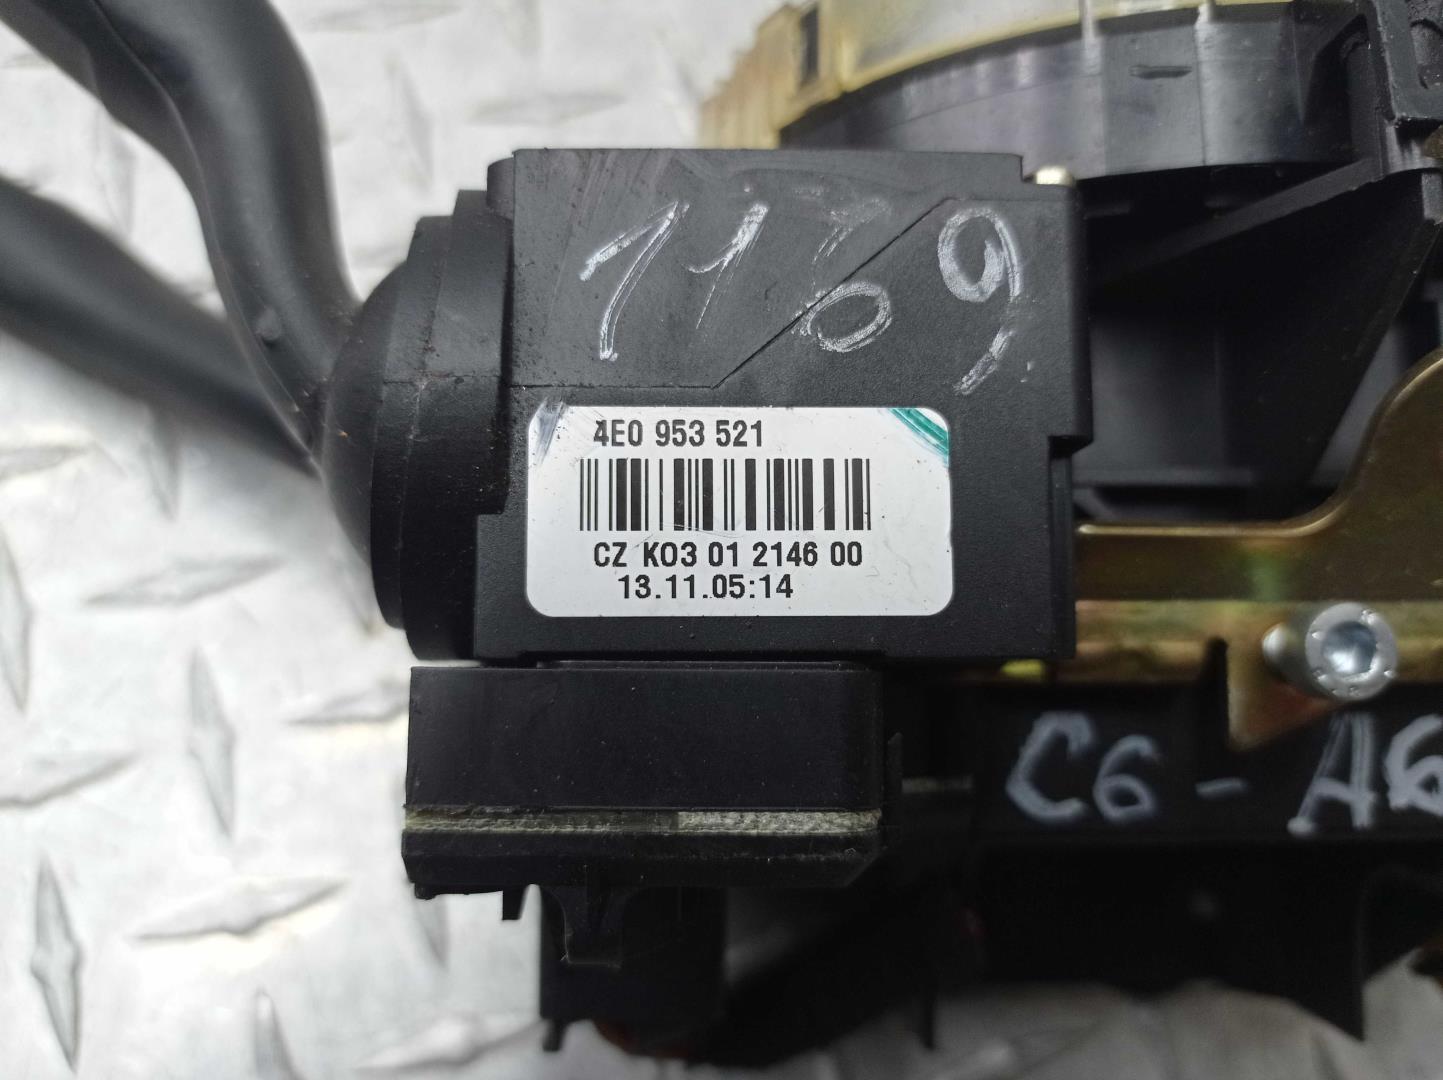 1169
4E0 953 521
CZ K03 01 2146 00
13.11.05:14
C6 - A6